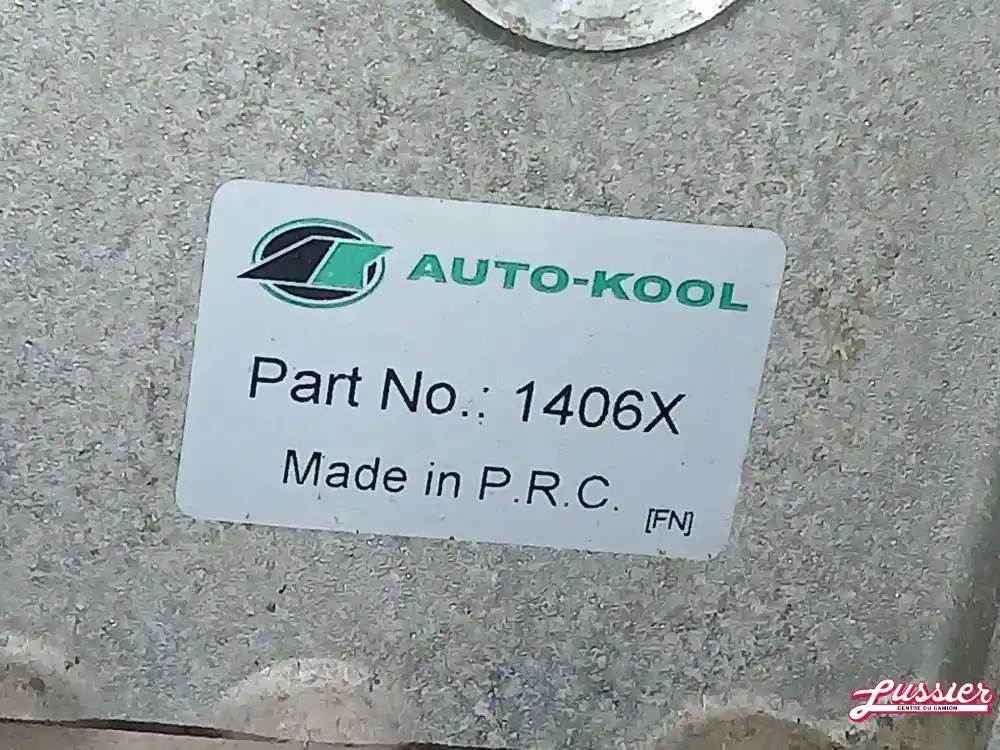 AUTO-KOOL
Part No.: 1406X
Made in P.R.C.
[FN]
Lussier
CENTRE DU CAMION